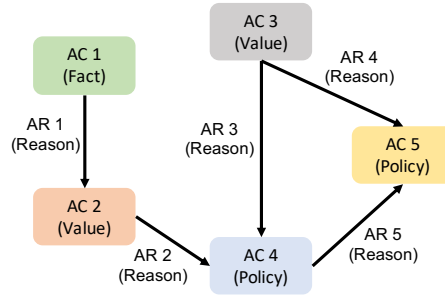 AC 1
(Fact)
AC 3
(Value)
AR 4
(Reason)
AR 1
(Reason)
AR 3
(Reason)
AC 5
(Policy)
AC 2
(Value)
AR 2
(Reason)
AC 4
(Policy)
AR 5
(Reason)